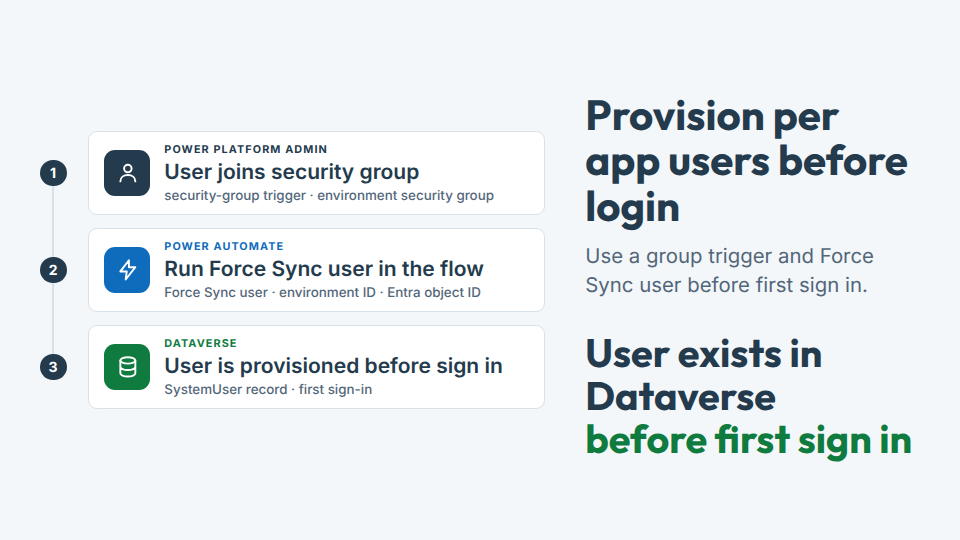 1
POWER PLATFORM ADMIN
User joins security group
security-group trigger · environment security group
2
POWER AUTOMATE
Run Force Sync user in the flow
Force Sync user · environment ID · Entra object ID
3
DATAVERSE
User is provisioned before sign in
SystemUser record · first sign-in
Provision per
app users before
login
Use a group trigger and Force
Sync user before first sign in.
User exists in
Dataverse
before first sign in